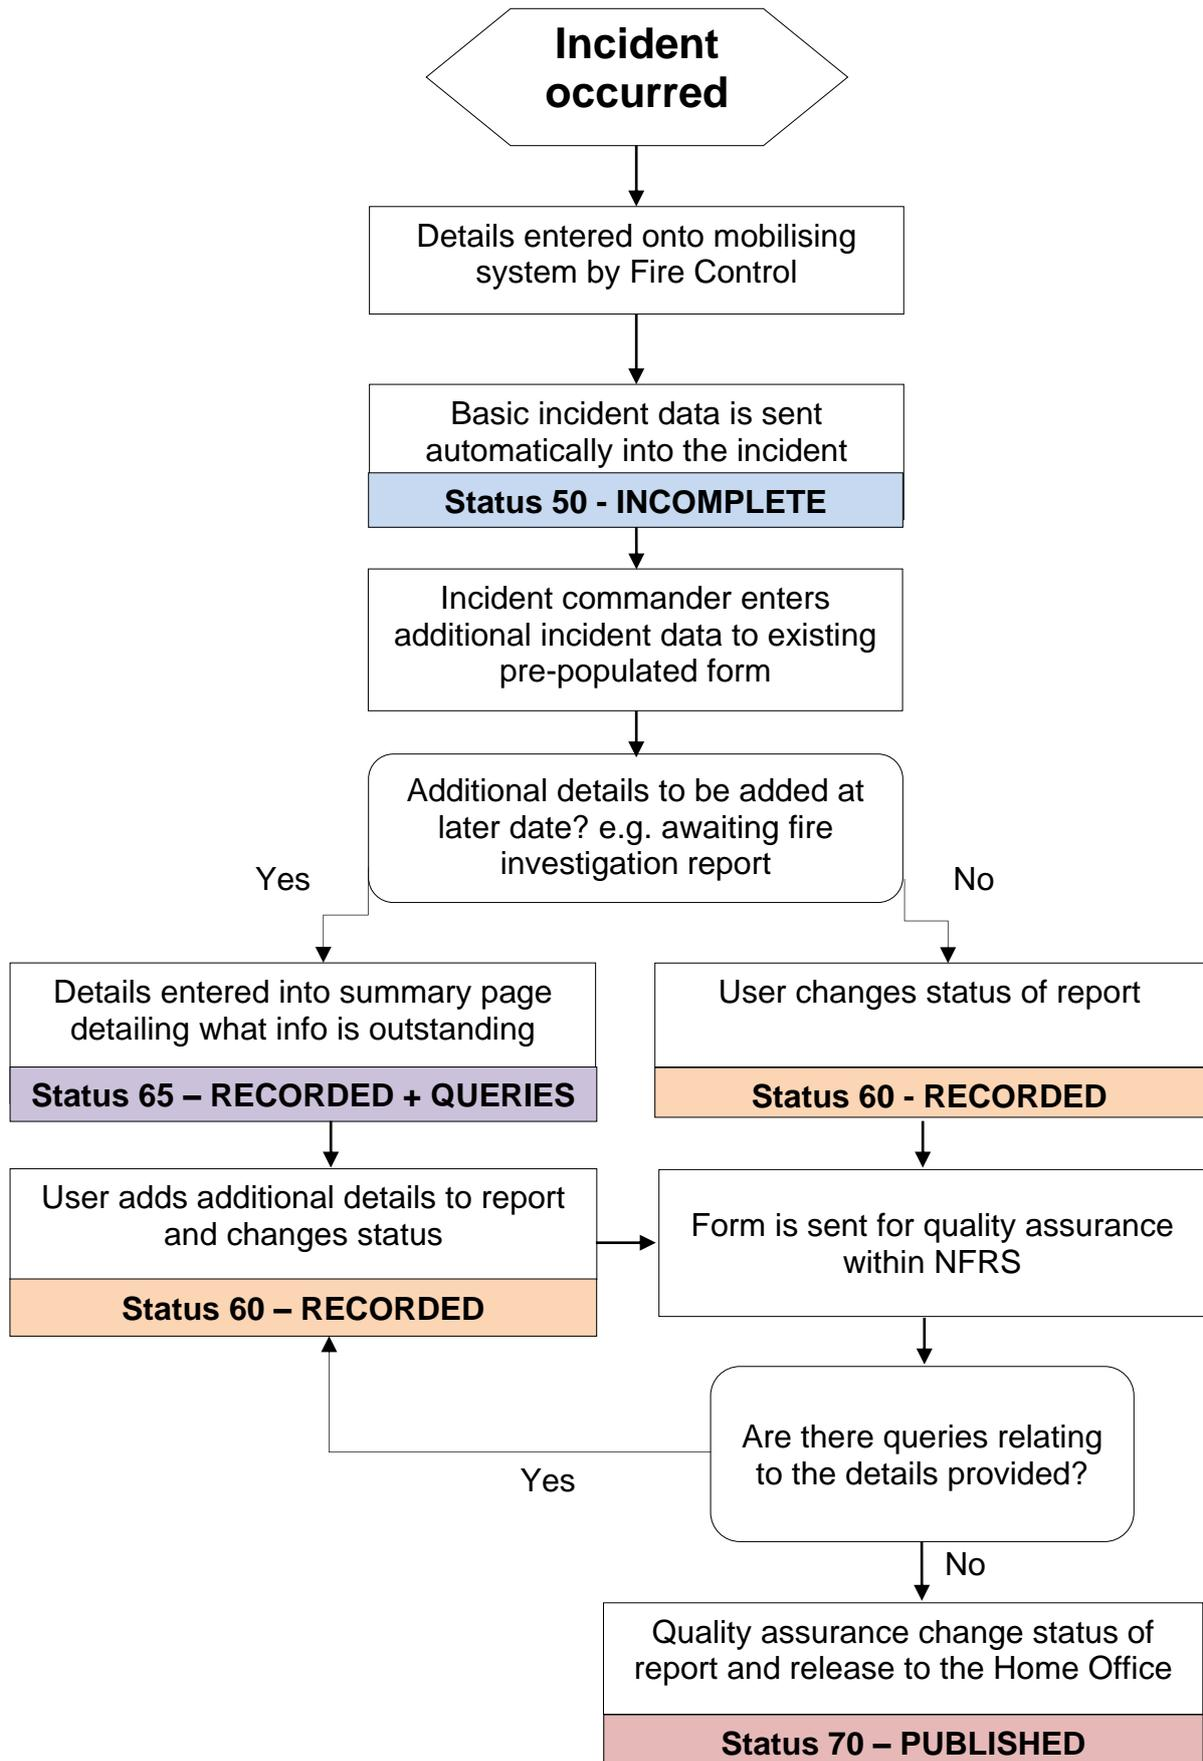 Incident
occurred
Details entered onto mobilising
system by Fire Control
Basic incident data is sent
automatically into the incident
Status 50 - INCOMPLETE
Incident commander enters
additional incident data to existing
pre-populated form
Additional details to be added at
later date? e.g. awaiting fire
investigation report
Yes
No
Details entered into summary page
detailing what info is outstanding
Status 65 – RECORDED + QUERIES
User changes status of report
Status 60 - RECORDED
User adds additional details to report
and changes status
Status 60 – RECORDED
Form is sent for quality assurance
within NFRS
Are there queries relating
to the details provided?
Yes
No
Quality assurance change status of
report and release to the Home Office
Status 70 – PUBLISHED